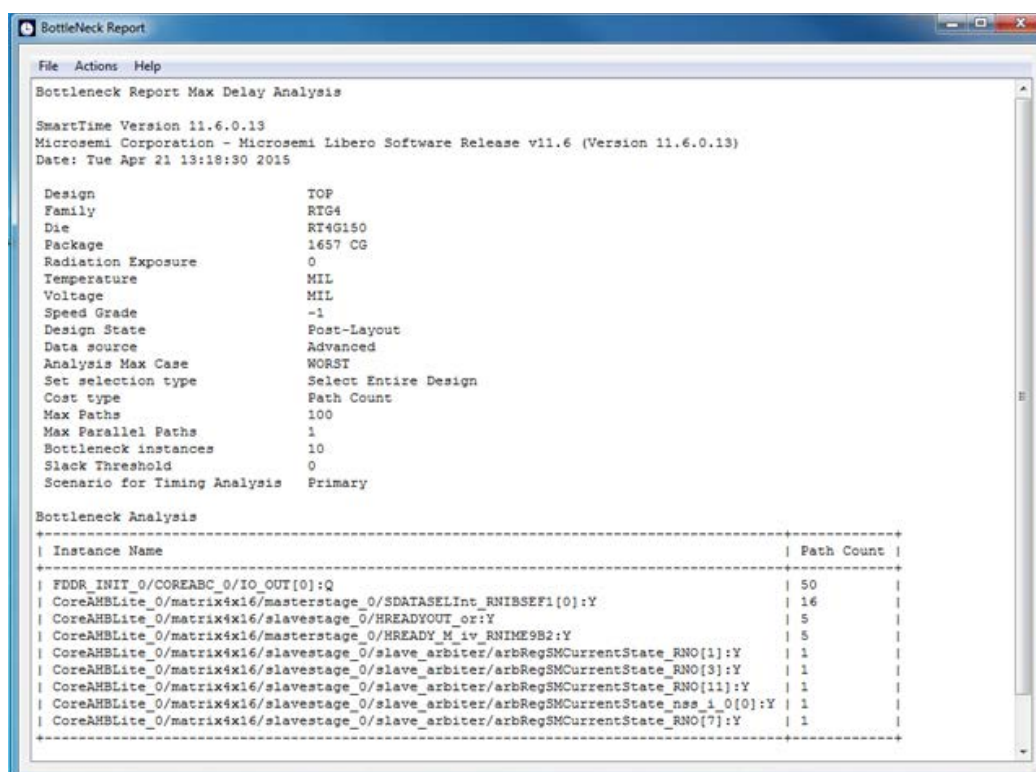 BottleNeck Report
File Actions Help
Bottleneck Report Max Delay Analysis
SmartTime Version 11.6.0.13
Microsemi Corporation - Microsemi Libero Software Release v11.6 (Version 11.6.0.13)
Date: Tue Apr 21 13:18:30 2015
Design TOP
Family RTG4
Die RT4G150
Package 1657 CG
Radiation Exposure 0
Temperature MIL
Voltage MIL
Speed Grade -1
Design State Post-Layout
Data source Advanced
Analysis Max Case WORST
Set selection type Select Entire Design
Cost type Path Count
Max Paths 100
Max Parallel Paths 1
Bottleneck instances 10
Slack Threshold 0
Scenario for Timing Analysis Primary
Bottleneck Analysis
| Instance Name | Path Count |
| FDDR_INIT_0/COREABC_0/IO_OUT[0]:Q | 50 |
| CoreAHBLite_0/matrix4x16/masterstage_0/SDATASELInt_RNIBSEF1[0]:Y | 16 |
| CoreAHBLite_0/matrix4x16/slavestage_0/HREADYOUT_or:Y | 5 |
| CoreAHBLite_0/matrix4x16/masterstage_0/HREADY_M_iv_RNIME9B2:Y | 5 |
| CoreAHBLite_0/matrix4x16/slavestage_0/slave_arbiter/arbRegSMCurrentState_RNO[1]:Y | 1 |
| CoreAHBLite_0/matrix4x16/slavestage_0/slave_arbiter/arbRegSMCurrentState_RNO[3]:Y | 1 |
| CoreAHBLite_0/matrix4x16/slavestage_0/slave_arbiter/arbRegSMCurrentState_RNO[11]:Y | 1 |
| CoreAHBLite_0/matrix4x16/slavestage_0/slave_arbiter/arbRegSMCurrentState_nss_i_0[0]:Y | 1 |
| CoreAHBLite_0/matrix4x16/slavestage_0/slave_arbiter/arbRegSMCurrentState_RNO[7]:Y | 1 |